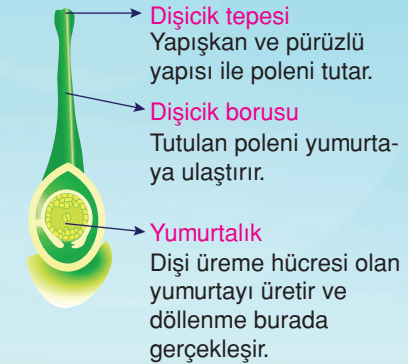 Dişicik tepesi
Yapışkan ve pürüzlü
yapısı ile poleni tutar.
Dişicik borusu
Tutulan poleni yumurta-
ya ulaştırır.
Yumurtalık
Dişi üreme hücresi olan
yumurtayı üretir ve
döllenme burada
gerçekleşir.